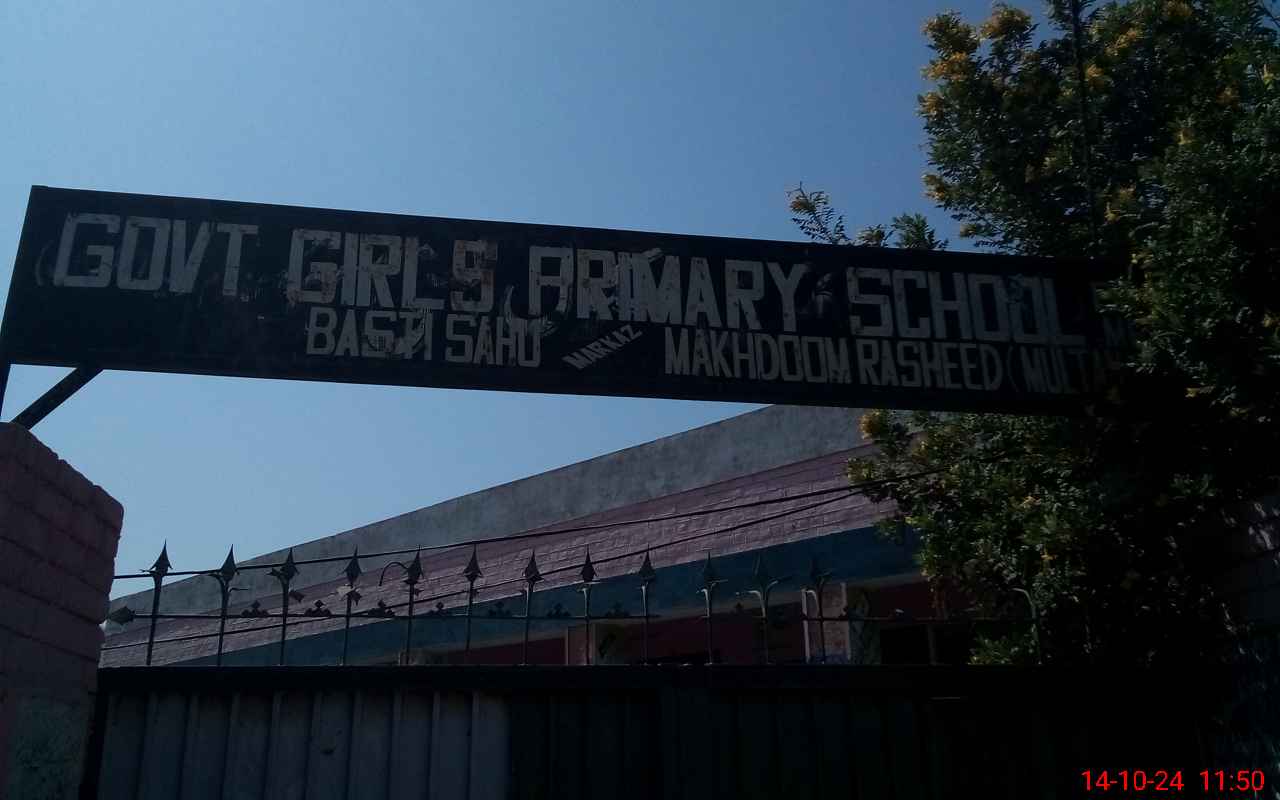 GOVT GIRLS PRIMARY SCHOOL
BASTI SAHU MARKAZ MAKHDOOM RASHEED (MULTA
14-10-24 11:50